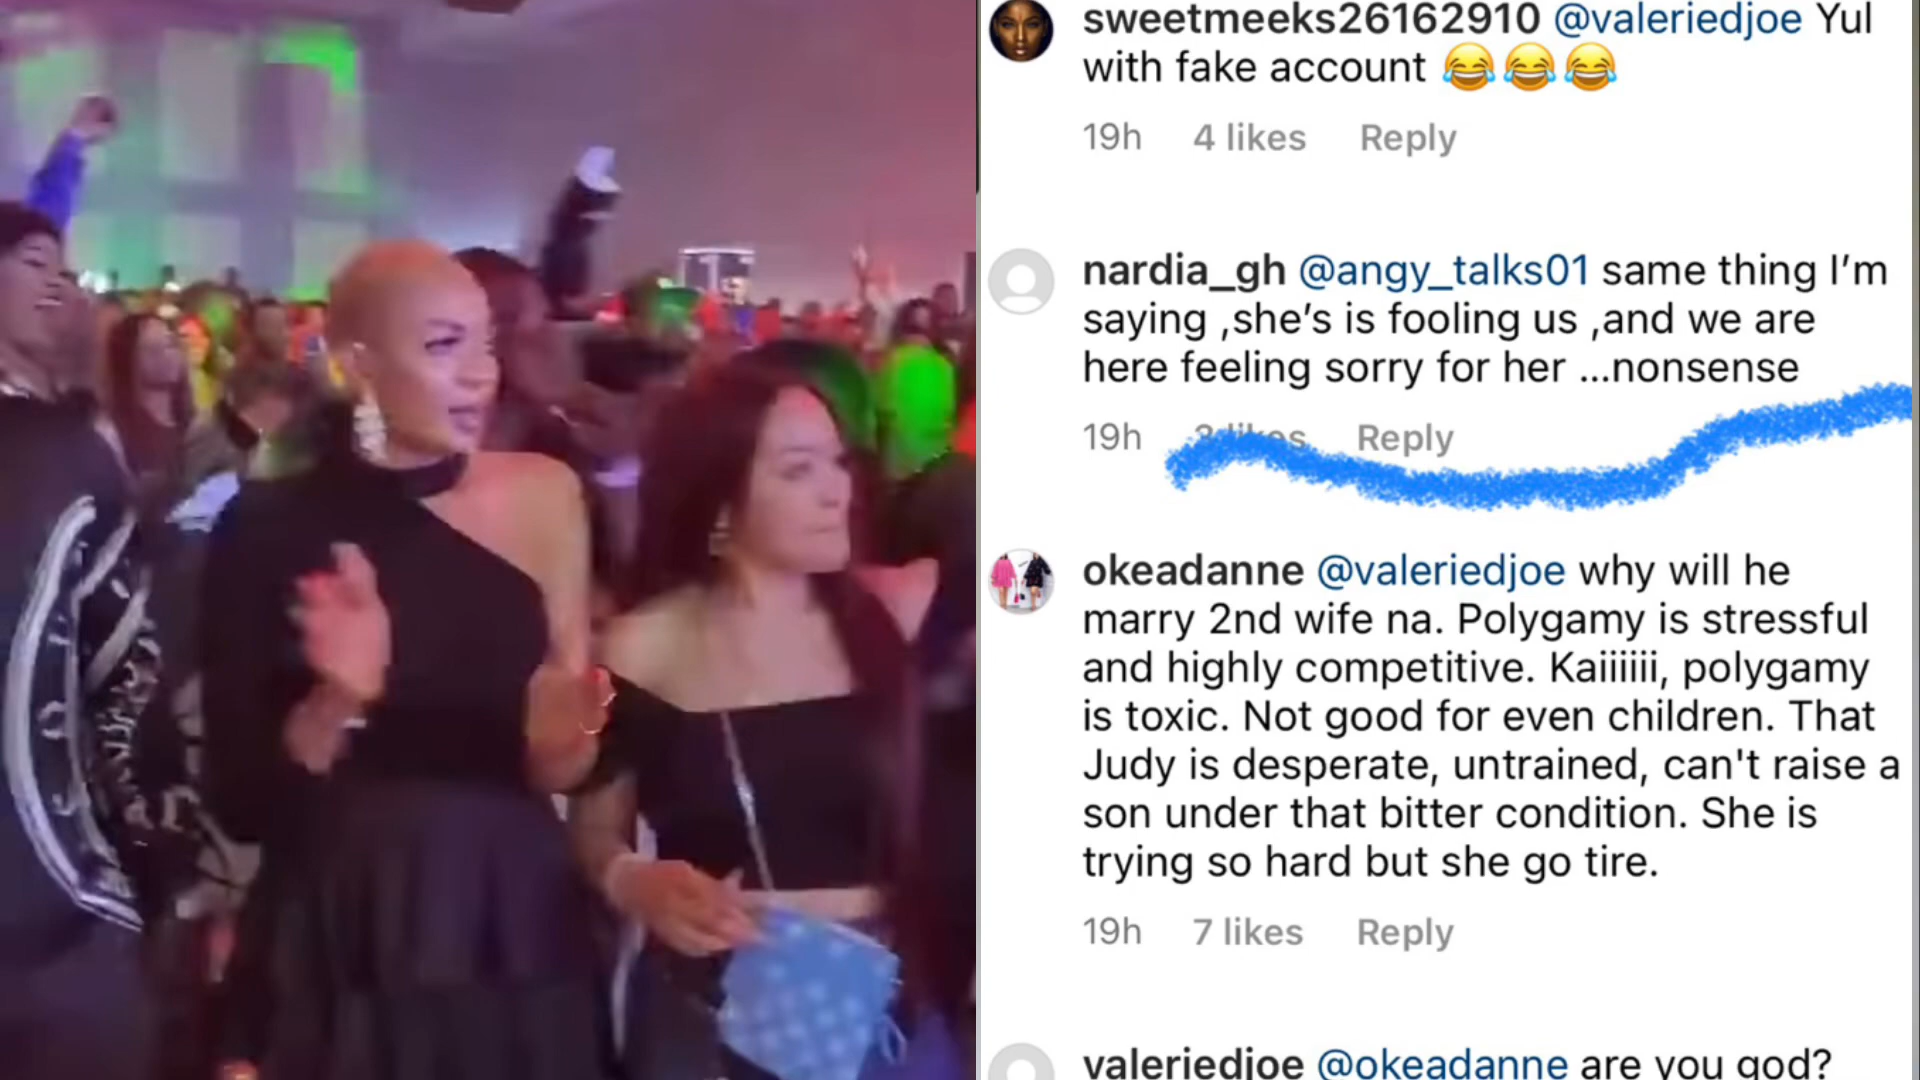 sweetmeeks26162910 @valeriedjoe Yul
with fake account 😂😂😂
19h 4 likes Reply
nardia_gh @angy_talks01 same thing I’m
saying ,she’s is fooling us ,and we are
here feeling sorry for her ...nonsense
19h likes Reply
okeadanne @valeriedjoe why will he
marry 2nd wife na. Polygamy is stressful
and highly competitive. Kaiiiiii, polygamy
is toxic. Not good for even children. That
Judy is desperate, untrained, can't raise a
son under that bitter condition. She is
trying so hard but she go tire.
19h 7 likes Reply
valeriedjoe @okeadanne are you god?